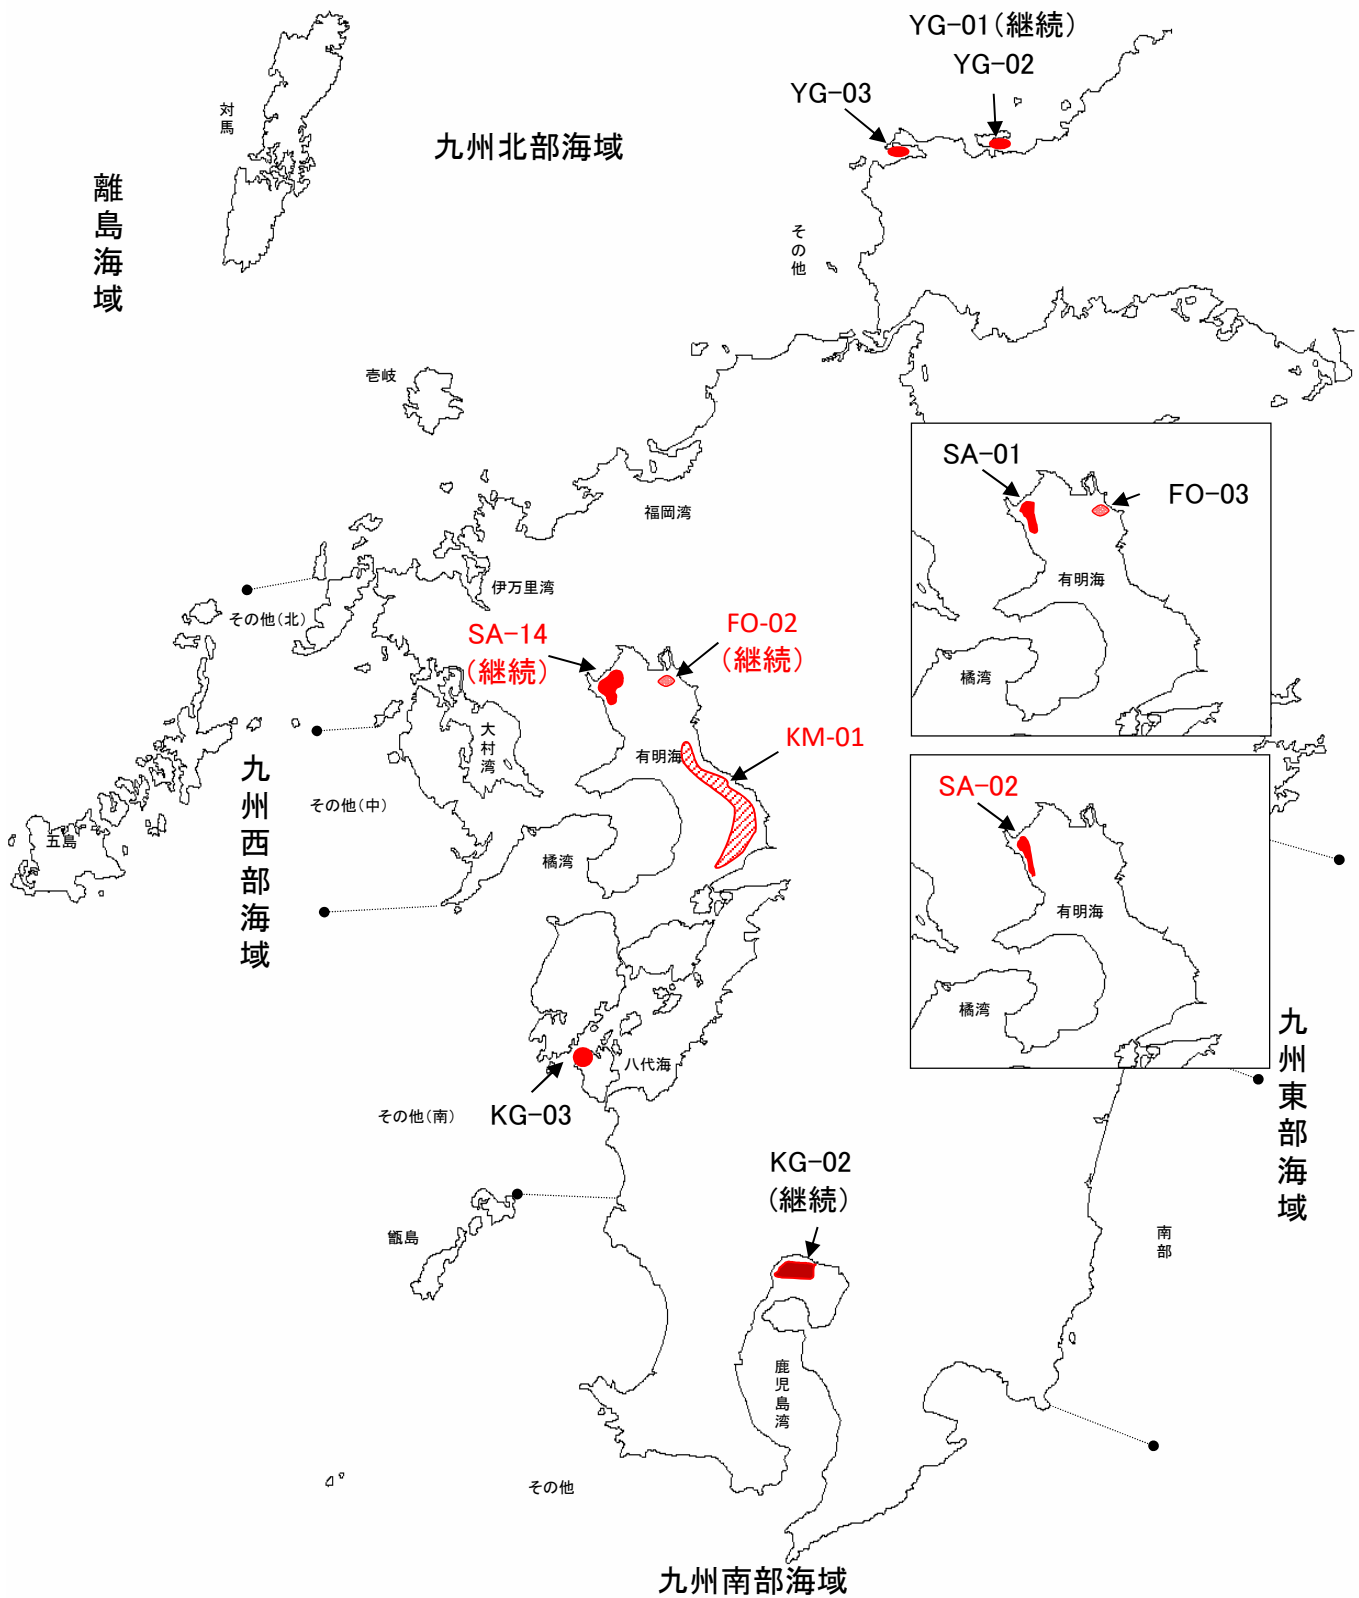 YG-01(継続)
YG-02
YG-03
対馬
九州北部海域
離島海域
その他
壱岐
福岡湾
伊万里湾
その他(北)
SA-14
(継続)
FO-02
(継続)
KM-01
有明海
大村湾
その他(中)
橘湾
五島
九州西部海域
SA-01
FO-03
有明海
橘湾
SA-02
有明海
橘湾
八代海
KG-03
その他(南)
九州東部海域
KG-02
(継続)
甑島
南部
鹿児島湾
その他
九州南部海域